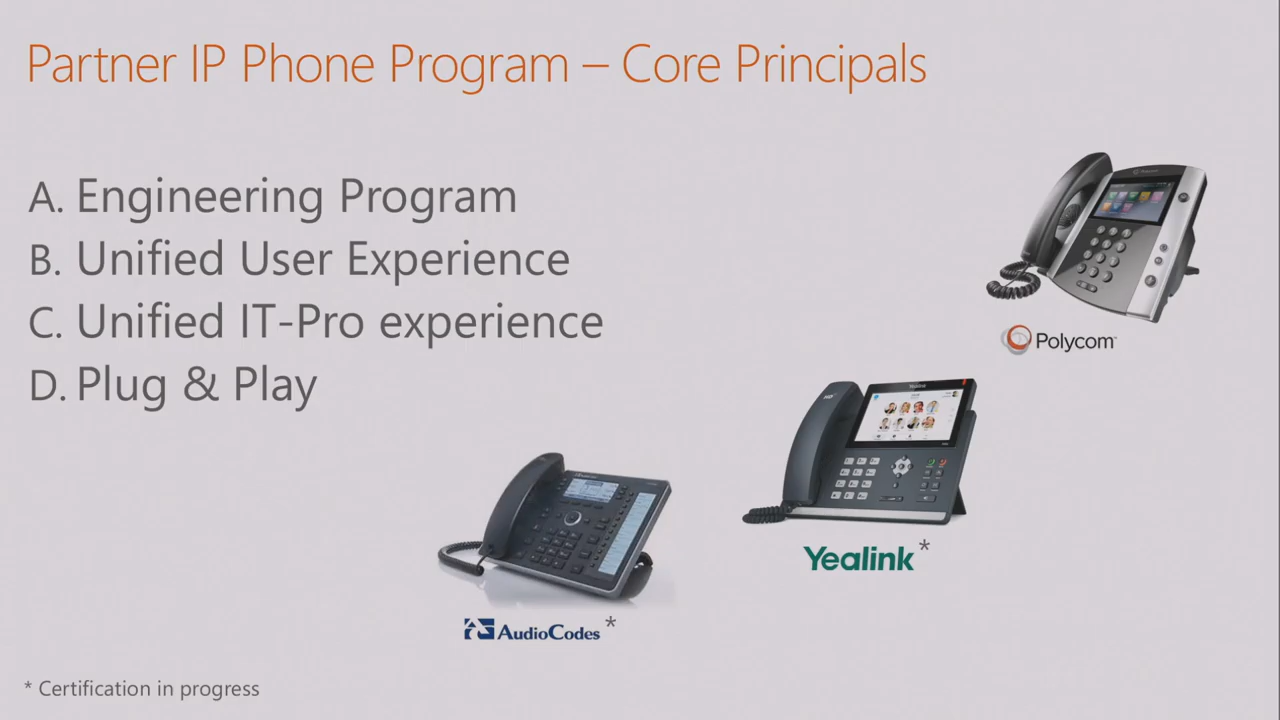 Partner IP Phone Program – Core Principals
A. Engineering Program
B. Unified User Experience
C. Unified IT-Pro experience
D. Plug & Play
Polycom™
Yealink*
AudioCodes*
* Certification in progress